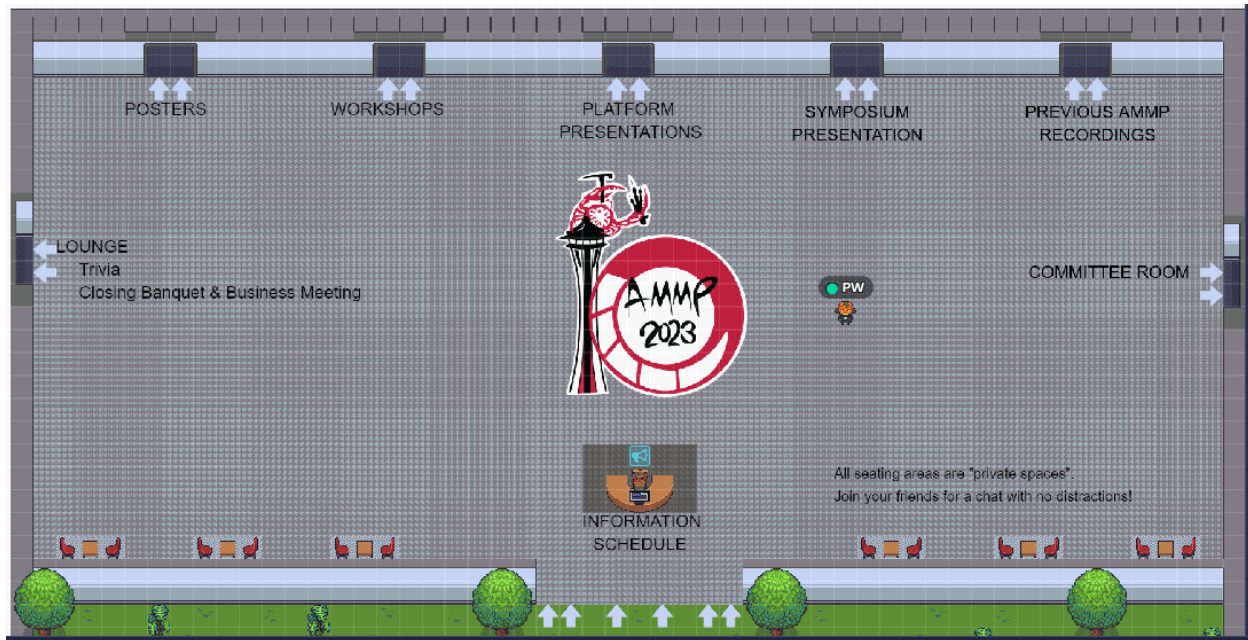 POSTERS
WORKSHOPS
PLATFORM
PRESENTATIONS
SYMPOSIUM
PRESENTATION
PREVIOUS AMMP
RECORDINGS
LOUNGE
Trivia
Closing Banquet & Business Meeting
AMMP
2023
PW
COMMITTEE ROOM
All seating areas are "private spaces".
Join your friends for a chat with no distractions!
INFORMATION
SCHEDULE